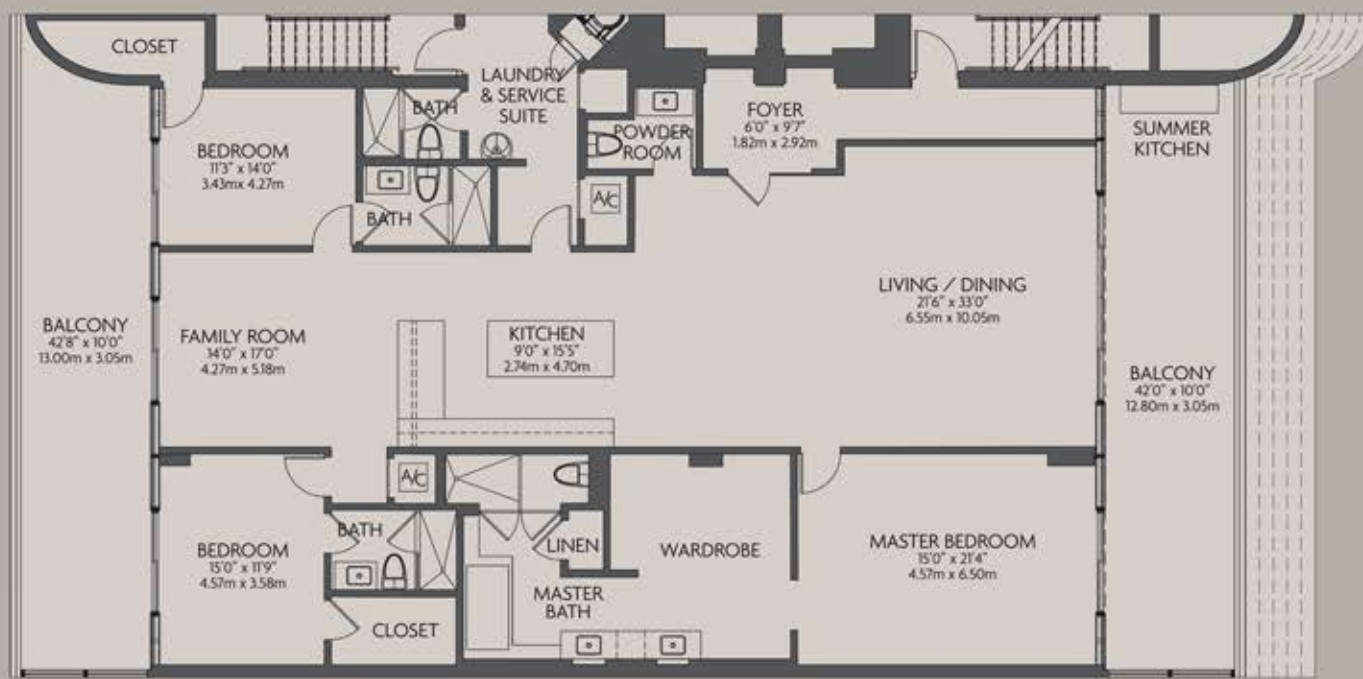 CLOSET
BATH
LAUNDRY
& SERVICE
SUITE
POWDER
ROOM
FOYER
6'0" x 9'7"
1.82m x 2.92m
SUMMER
KITCHEN
BEDROOM
11'3" x 14'0"
3.43mx 4.27m
BATH
A/C
BALCONY
42'8" x 10'0"
13.00m x 3.05m
FAMILY ROOM
14'0" x 17'0"
4.27m x 5.18m
KITCHEN
9'0" x 15'5"
2.74m x 4.70m
LIVING / DINING
21'6" x 33'0"
6.55m x 10.05m
BALCONY
42'0" x 10'0"
12.80m x 3.05m
A/C
BEDROOM
15'0" x 11'9"
4.57m x 3.58m
BATH
CLOSET
LINEN
MASTER
BATH
WARDROBE
MASTER BEDROOM
15'0" x 21'4"
4.57m x 6.50m